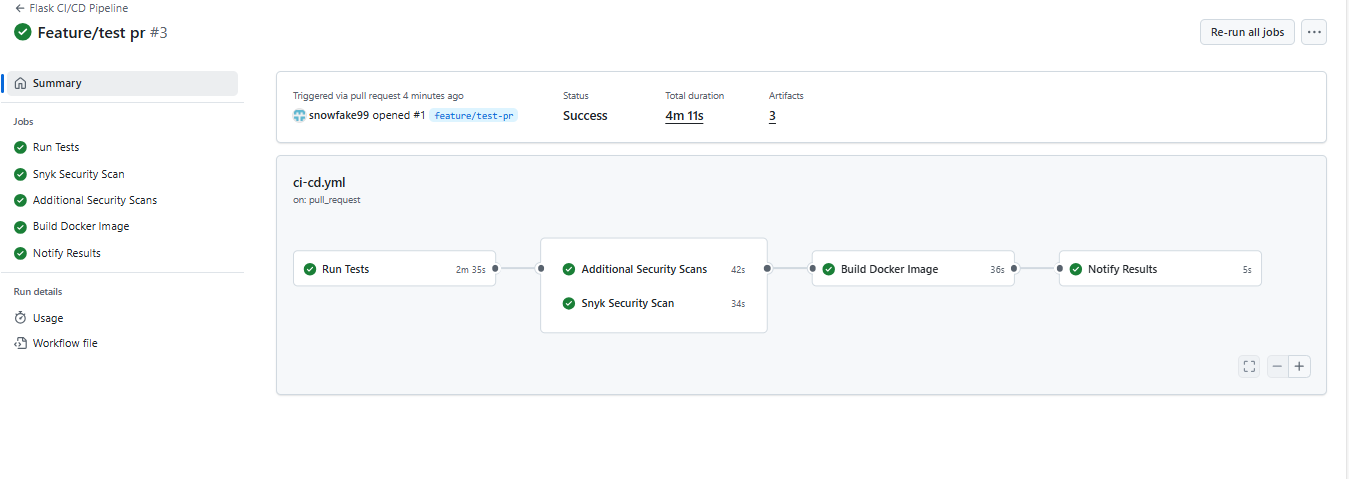 ← Flask CI/CD Pipeline
Feature/test pr #3
Re-run all jobs
...
Summary
Jobs
Run Tests
Snyk Security Scan
Additional Security Scans
Build Docker Image
Notify Results
Run details
Usage
Workflow file
Triggered via pull request 4 minutes ago
snowfake99 opened #1 feature/test-pr
Status
Success
Total duration
4m 11s
Artifacts
3
ci-cd.yml
on: pull_request
Run Tests 2m 35s
Additional Security Scans 42s
Snyk Security Scan 34s
Build Docker Image 36s
Notify Results 5s